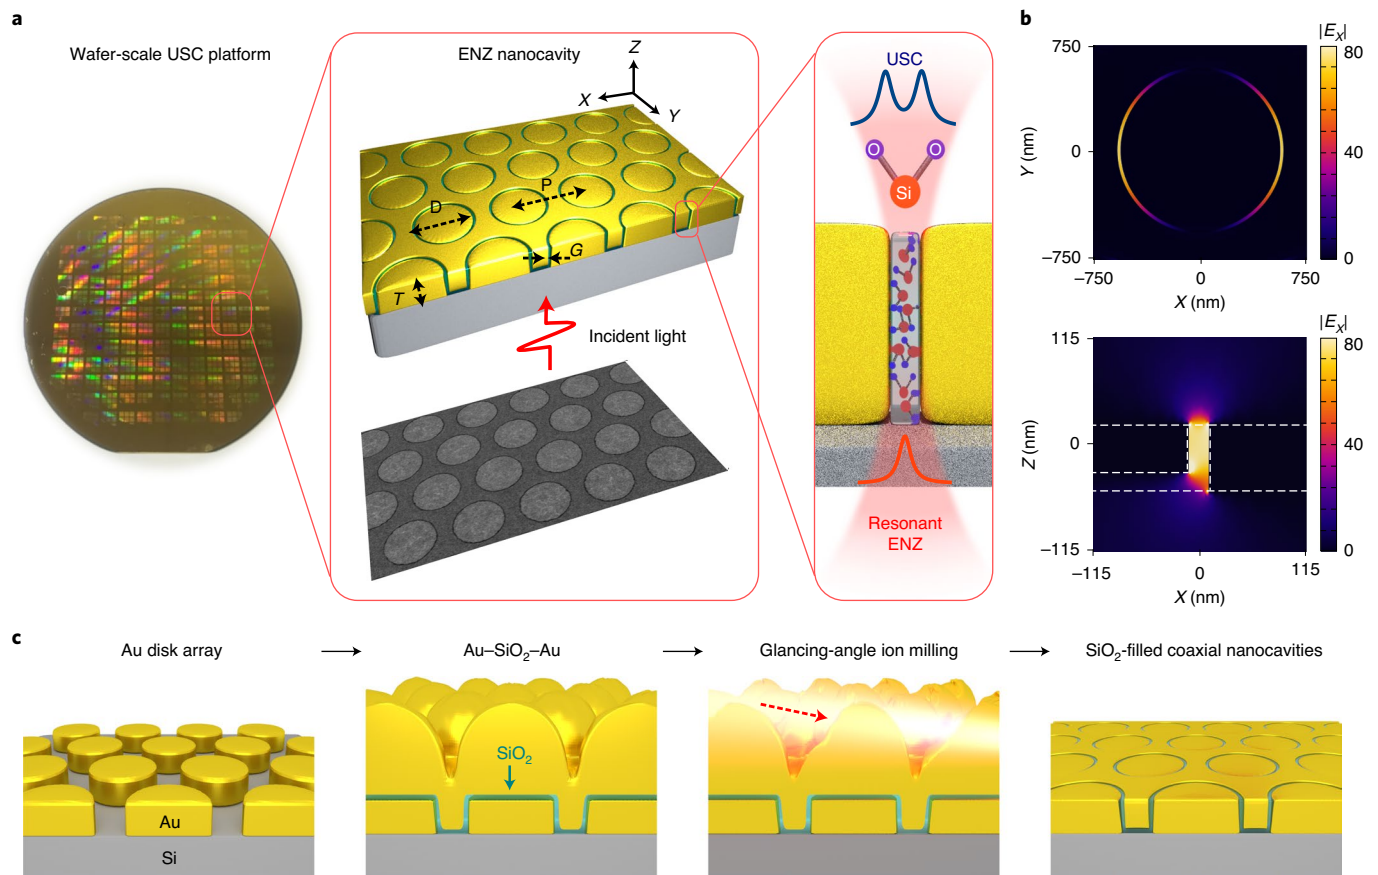 a
Wafer-scale USC platform
ENZ nanocavity
Z
X
Y
P
D
G
T
Incident light
USC
O
O
Si
Resonant
ENZ
b
|E_X|
750
80
Y (nm)
0
40
–750
0
–750
0
750
X (nm)
|E_X|
115
80
Z (nm)
0
40
–115
0
–115
0
115
X (nm)
c
Au disk array
Au–SiO₂–Au
Glancing-angle ion milling
SiO₂-filled coaxial nanocavities
SiO₂
Au
Si